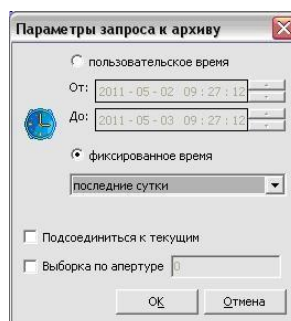 Параметры запроса к архиву
пользовательское время
От: 2011 - 05 - 02 09 : 27 : 12
До: 2011 - 05 - 03 09 : 27 : 12
фиксированное время
последние сутки
Подсоединиться к текущим
Выборка по апертуре 0
OK Отмена